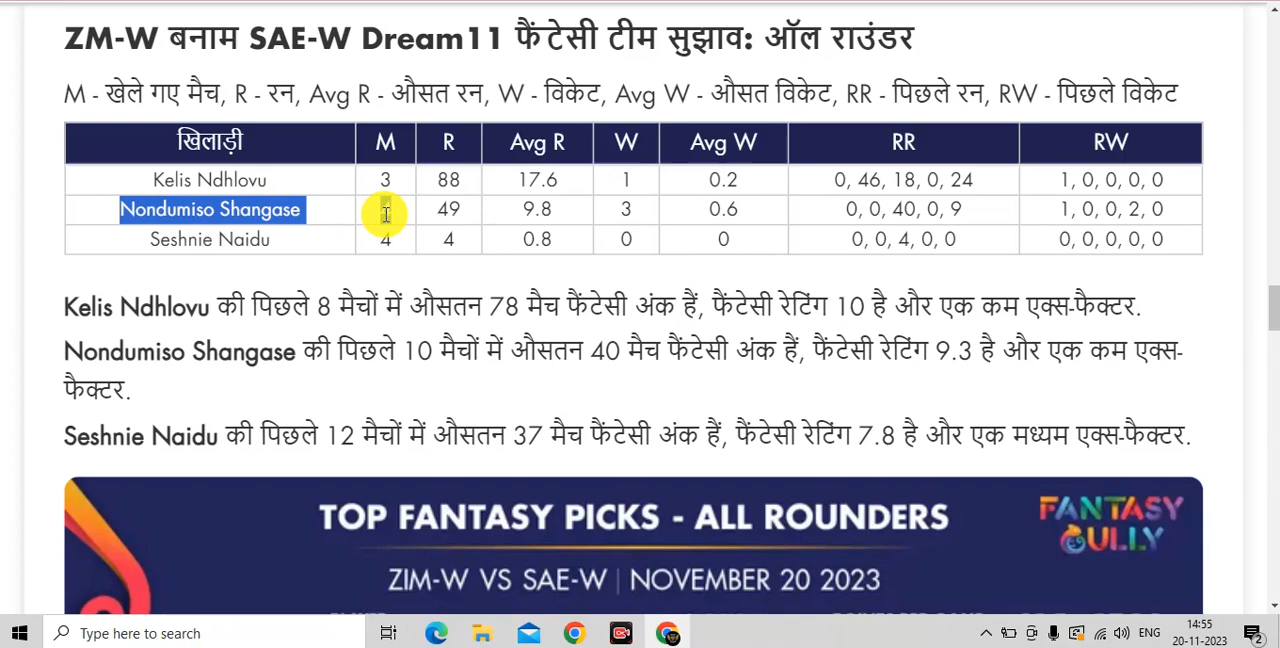 ZM-W बनाम SAE-W Dream11 फैंटेसी टीम सुझाव: ऑल राउंडर
M - खेले गए मैच, R - रन, Avg R - औसत रन, W - विकेट, Avg W - औसत विकेट, RR - पिछले रन, RW - पिछले विकेट
खिलाड़ी M R Avg R W Avg W RR RW
Kelis Ndhlovu 3 88 17.6 1 0.2 0, 46, 18, 0, 24 1, 0, 0, 0, 0
Nondumiso Shangase 49 9.8 3 0.6 0, 0, 40, 0, 9 1, 0, 0, 2, 0
Seshnie Naidu 4 4 0.8 0 0 0, 0, 4, 0, 0 0, 0, 0, 0, 0
Kelis Ndhlovu की पिछले 8 मैचों में औसतन 78 मैच फैंटेसी अंक हैं, फैंटेसी रेटिंग 10 है और एक कम एक्स-फैक्टर.
Nondumiso Shangase की पिछले 10 मैचों में औसतन 40 मैच फैंटेसी अंक हैं, फैंटेसी रेटिंग 9.3 है और एक कम एक्स-
फैक्टर.
Seshnie Naidu की पिछले 12 मैचों में औसतन 37 मैच फैंटेसी अंक हैं, फैंटेसी रेटिंग 7.8 है और एक मध्यम एक्स-फैक्टर.
TOP FANTASY PICKS - ALL ROUNDERS
FANTASY
GULLY
ZIM-W VS SAE-W | NOVEMBER 20 2023
Type here to search
ENG
14:55
20-11-2023
2